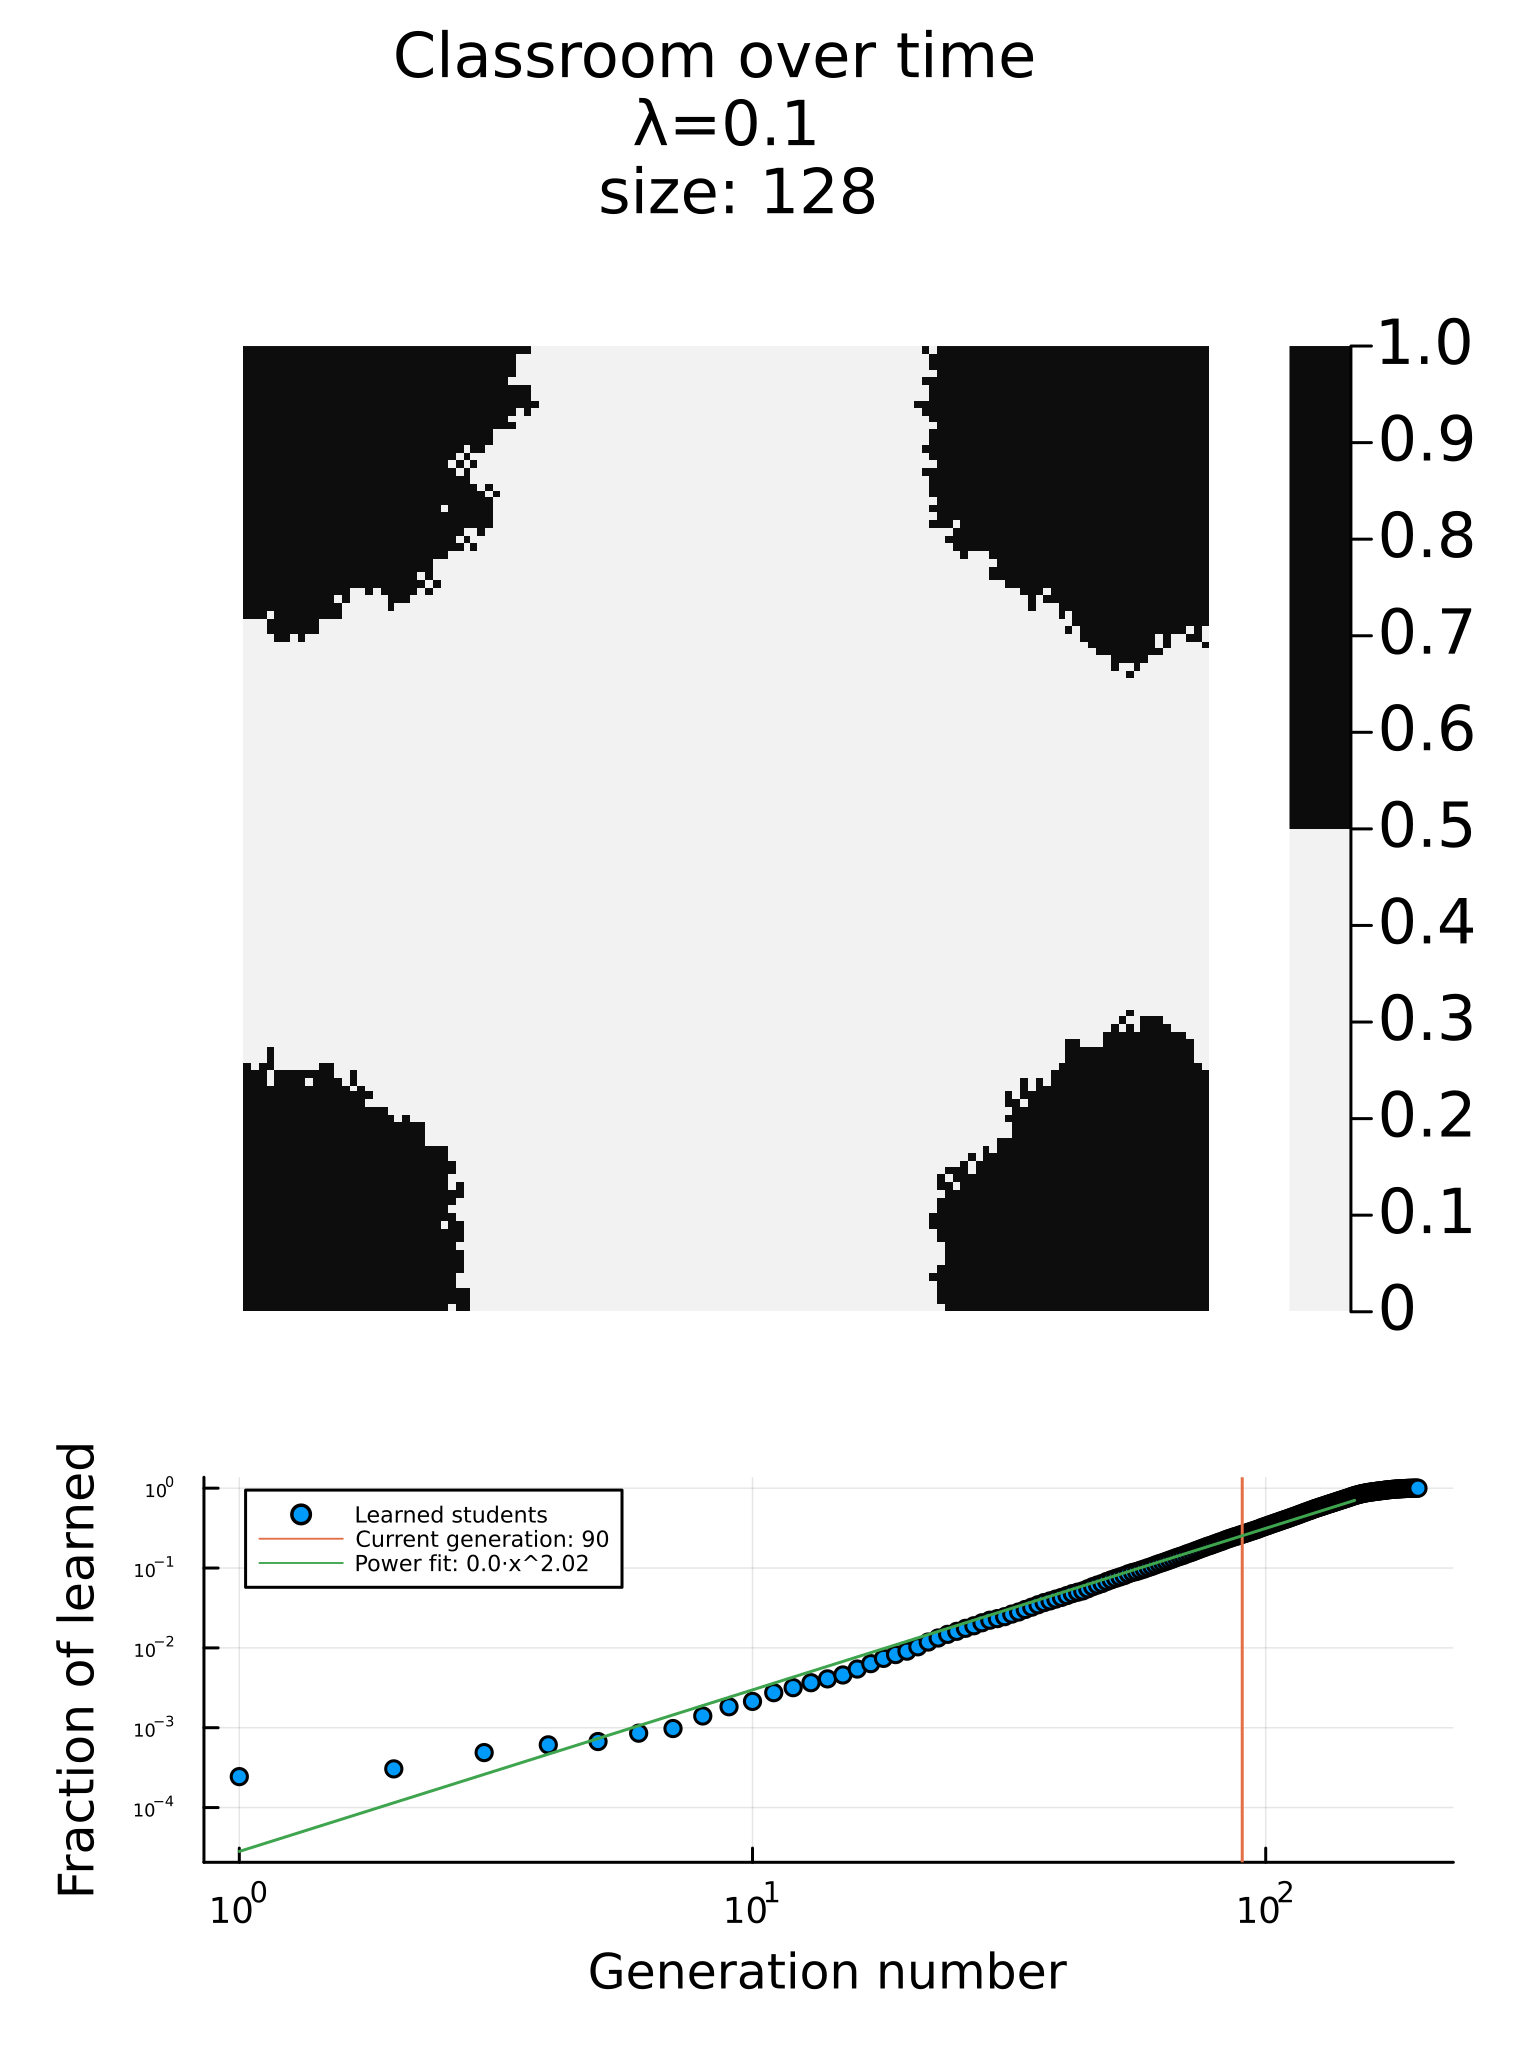 Classroom over time
λ=0.1
size: 128
1.0
0.9
0.8
0.7
0.6
0.5
0.4
0.3
0.2
0.1
0
Fraction of learned
10^0
10^-1
10^-2
10^-3
10^-4
Learned students
Current generation: 90
Power fit: 0.0·x^2.02
10^0 10^1 10^2
Generation number